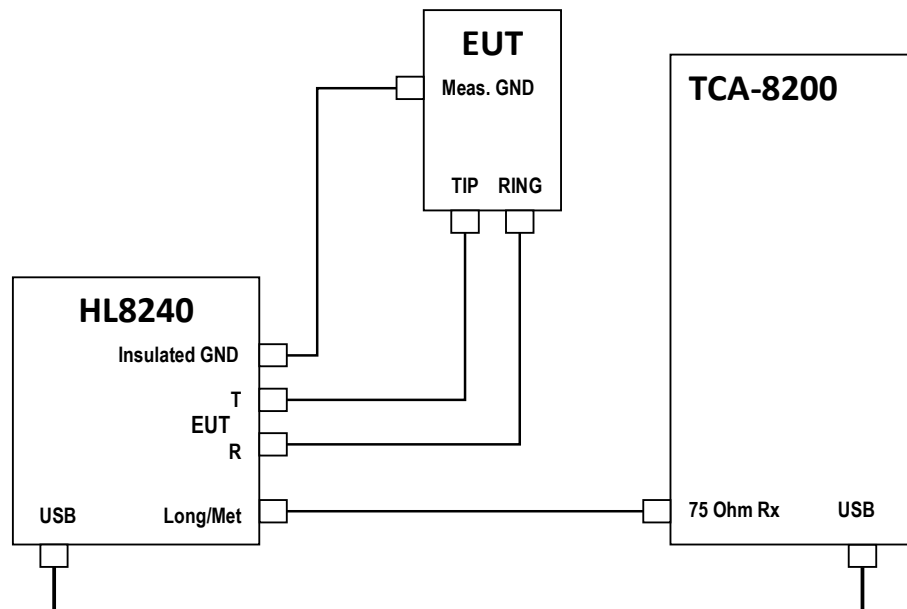 EUT
Meas. GND
TIP RING
TCA-8200
HL8240
Insulated GND
T
EUT
R
USB Long/Met
75 Ohm Rx USB